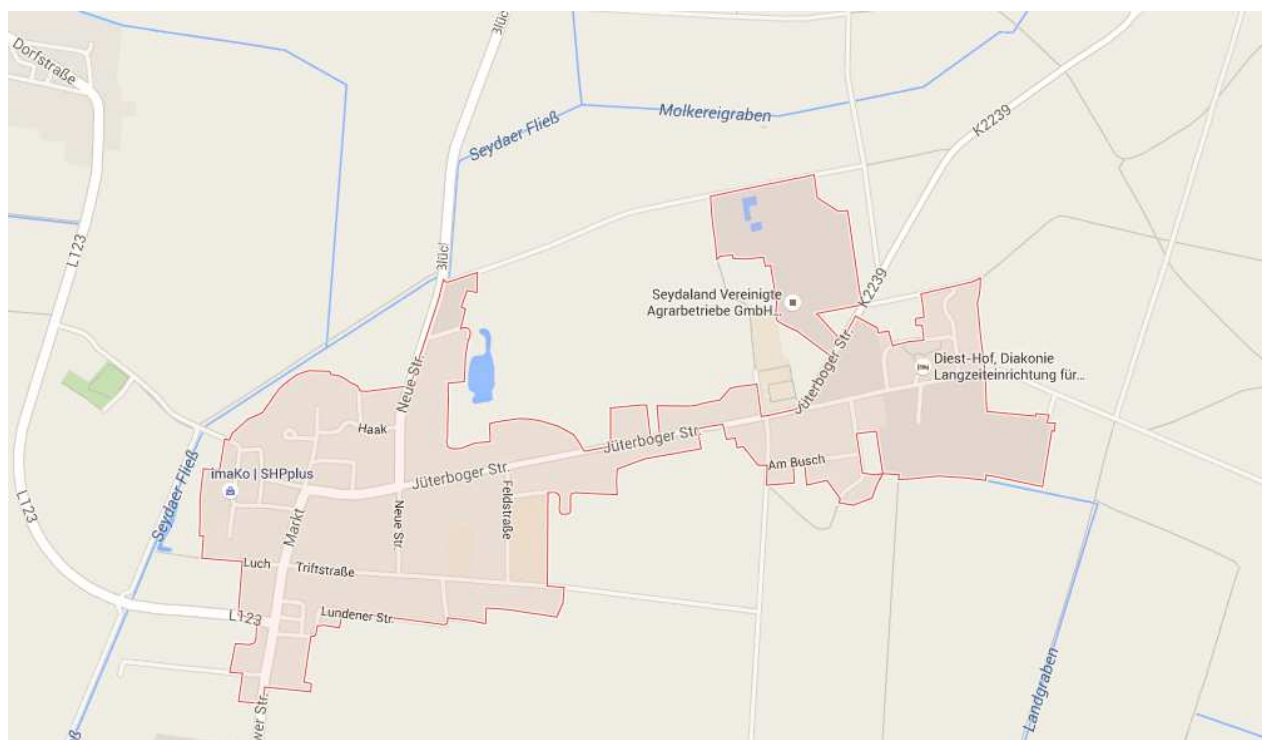 Dorfstraße
Seydaer Fließ
Molkereigraben
K2239
L123
Seydaland Vereinigte
Agrarbetriebe GmbH...
K2239
Jüterboger Str.
Diest-Hof, Diakonie
Langzeiteinrichtung für...
Neue Str.
Haak
Jüterboger Str.
Jüterboger Str.
Am Busch
imaKo | SHPplus
Feldstraße
Neue Str.
Markt
L123
Seydaer Fließ
Luch
Triftstraße
L123
Lundener Str.
Landgraben